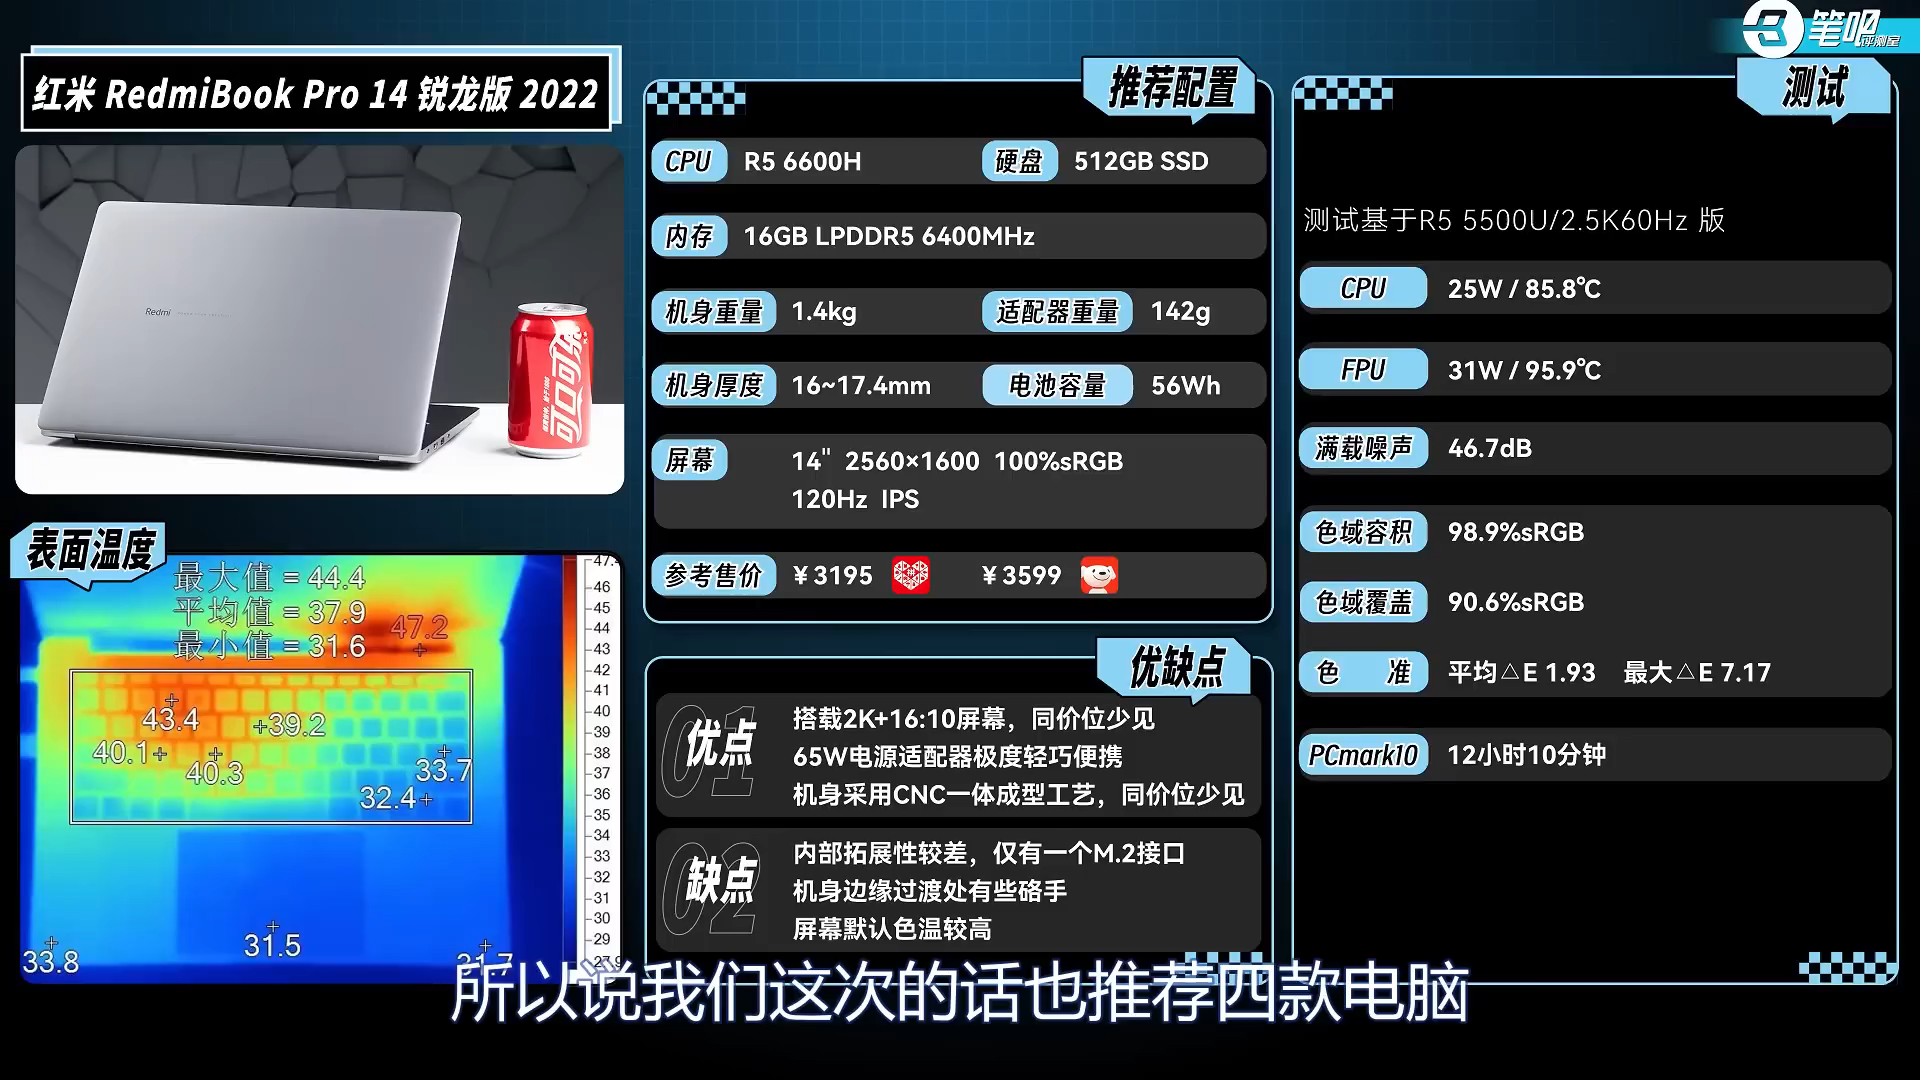 笔吧评测室
红米 RedmiBook Pro 14 锐龙版 2022
Redmi
可口可乐
表面温度
最大值 = 44.4
平均值 = 37.9
最小值 = 31.6
47.2
43.4
39.2
40.1
40.3
33.7
32.4
33.8
31.5
46
45
44
43
42
41
40
39
38
37
36
35
34
33
32
31
30
29
推荐配置
CPU R5 6600H 硬盘 512GB SSD
内存 16GB LPDDR5 6400MHz
机身重量 1.4kg 适配器重量 142g
机身厚度 16~17.4mm 电池容量 56Wh
屏幕 14" 2560×1600 100%sRGB
120Hz IPS
参考售价 ¥3195 ¥3599
优缺点
01
优点
搭载2K+16:10屏幕，同价位少见
65W电源适配器极度轻巧便携
机身采用CNC一体成型工艺，同价位少见
02
缺点
内部拓展性较差，仅有一个M.2接口
机身边缘过渡处有些硌手
屏幕默认色温较高
测试
测试基于R5 5500U/2.5K60Hz 版
CPU 25W / 85.8℃
FPU 31W / 95.9℃
满载噪声 46.7dB
色域容积 98.9%sRGB
色域覆盖 90.6%sRGB
色准 平均△E 1.93 最大△E 7.17
PCmark10 12小时10分钟
所以说我们这次的话也推荐四款电脑